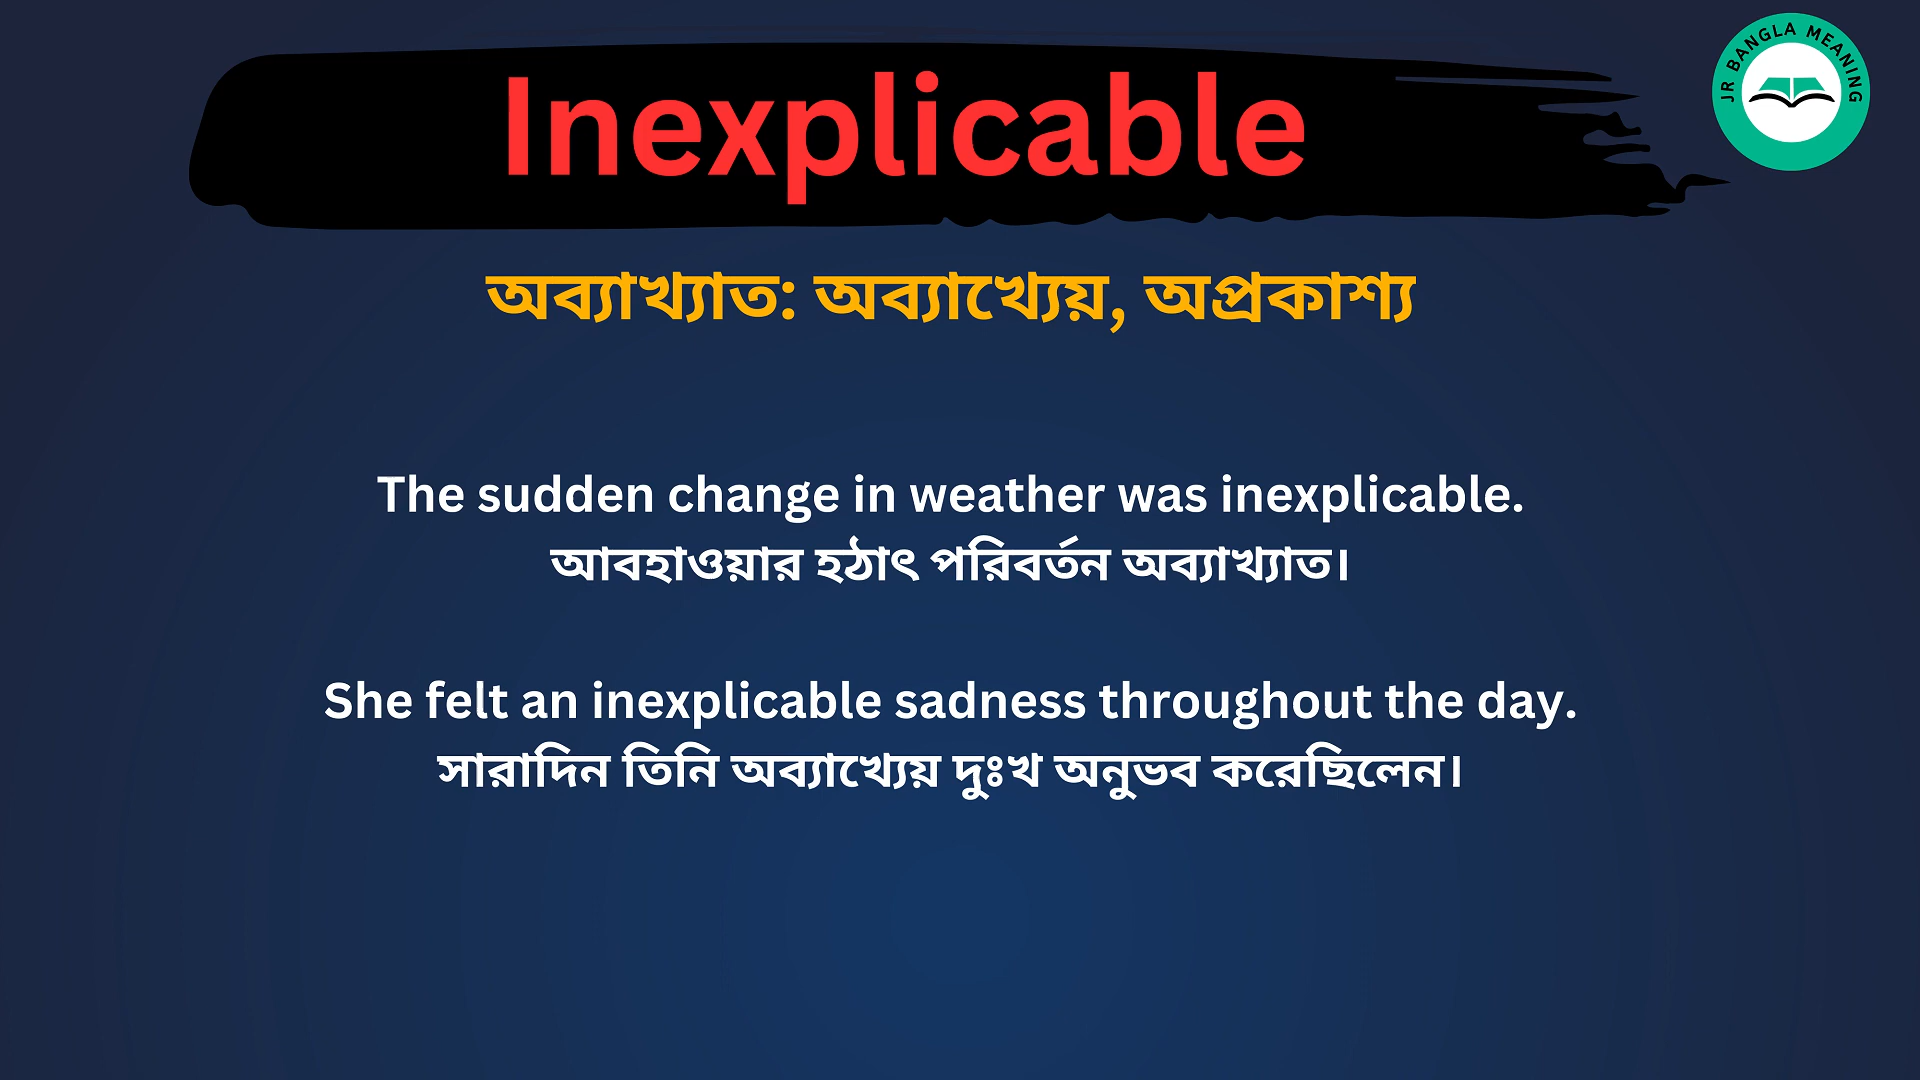 JR BANGLA MEANING
Inexplicable
অব্যাখ্যাত: অব্যাখ্যেয়, অপ্রকাশ্য
The sudden change in weather was inexplicable.
আবহাওয়ার হঠাৎ পরিবর্তন অব্যাখ্যাত।
She felt an inexplicable sadness throughout the day.
সারাদিন তিনি অব্যাখ্যেয় দুঃখ অনুভব করেছিলেন।